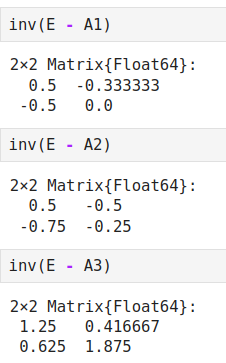 inv(E - A1)
2×2 Matrix{Float64}:
  0.5  -0.333333
 -0.5   0.0
inv(E - A2)
2×2 Matrix{Float64}:
  0.5   -0.5
 -0.75  -0.25
inv(E - A3)
2×2 Matrix{Float64}:
 1.25   0.416667
 0.625  1.875